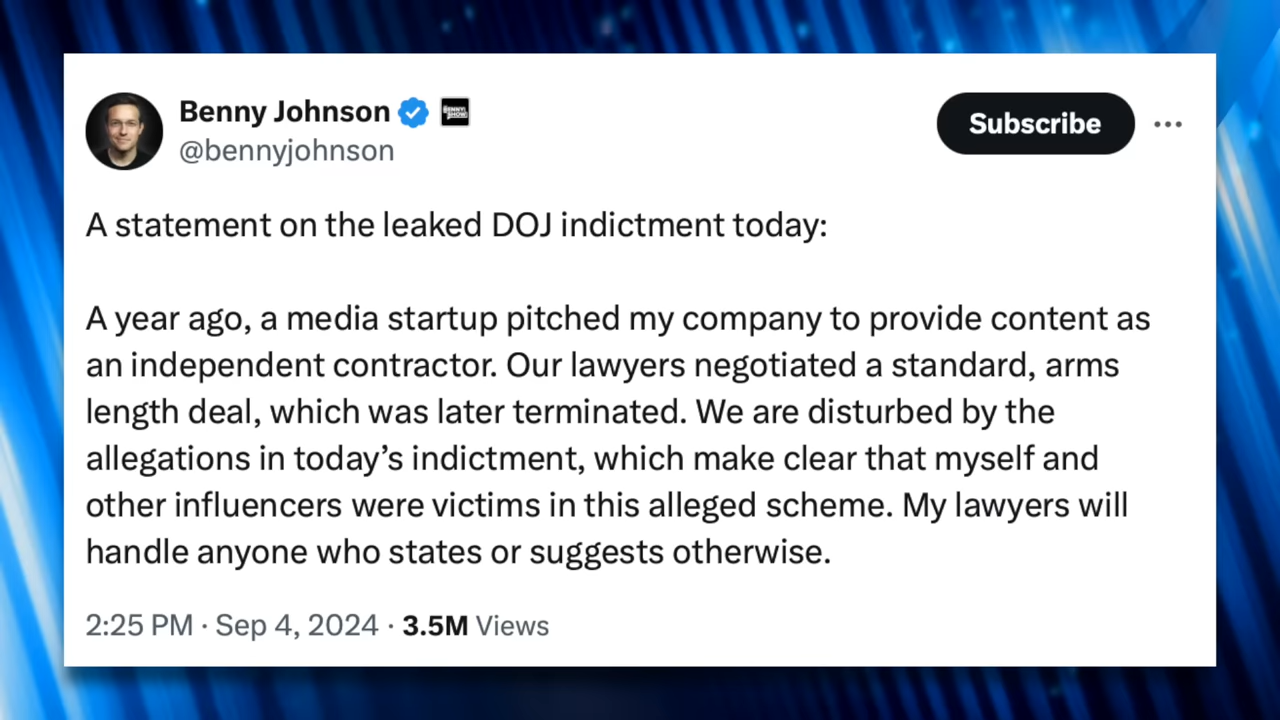 Benny Johnson
@bennyjohnson
Subscribe
A statement on the leaked DOJ indictment today:
A year ago, a media startup pitched my company to provide content as
an independent contractor. Our lawyers negotiated a standard, arms
length deal, which was later terminated. We are disturbed by the
allegations in today’s indictment, which make clear that myself and
other influencers were victims in this alleged scheme. My lawyers will
handle anyone who states or suggests otherwise.
2:25 PM · Sep 4, 2024 · 3.5M Views